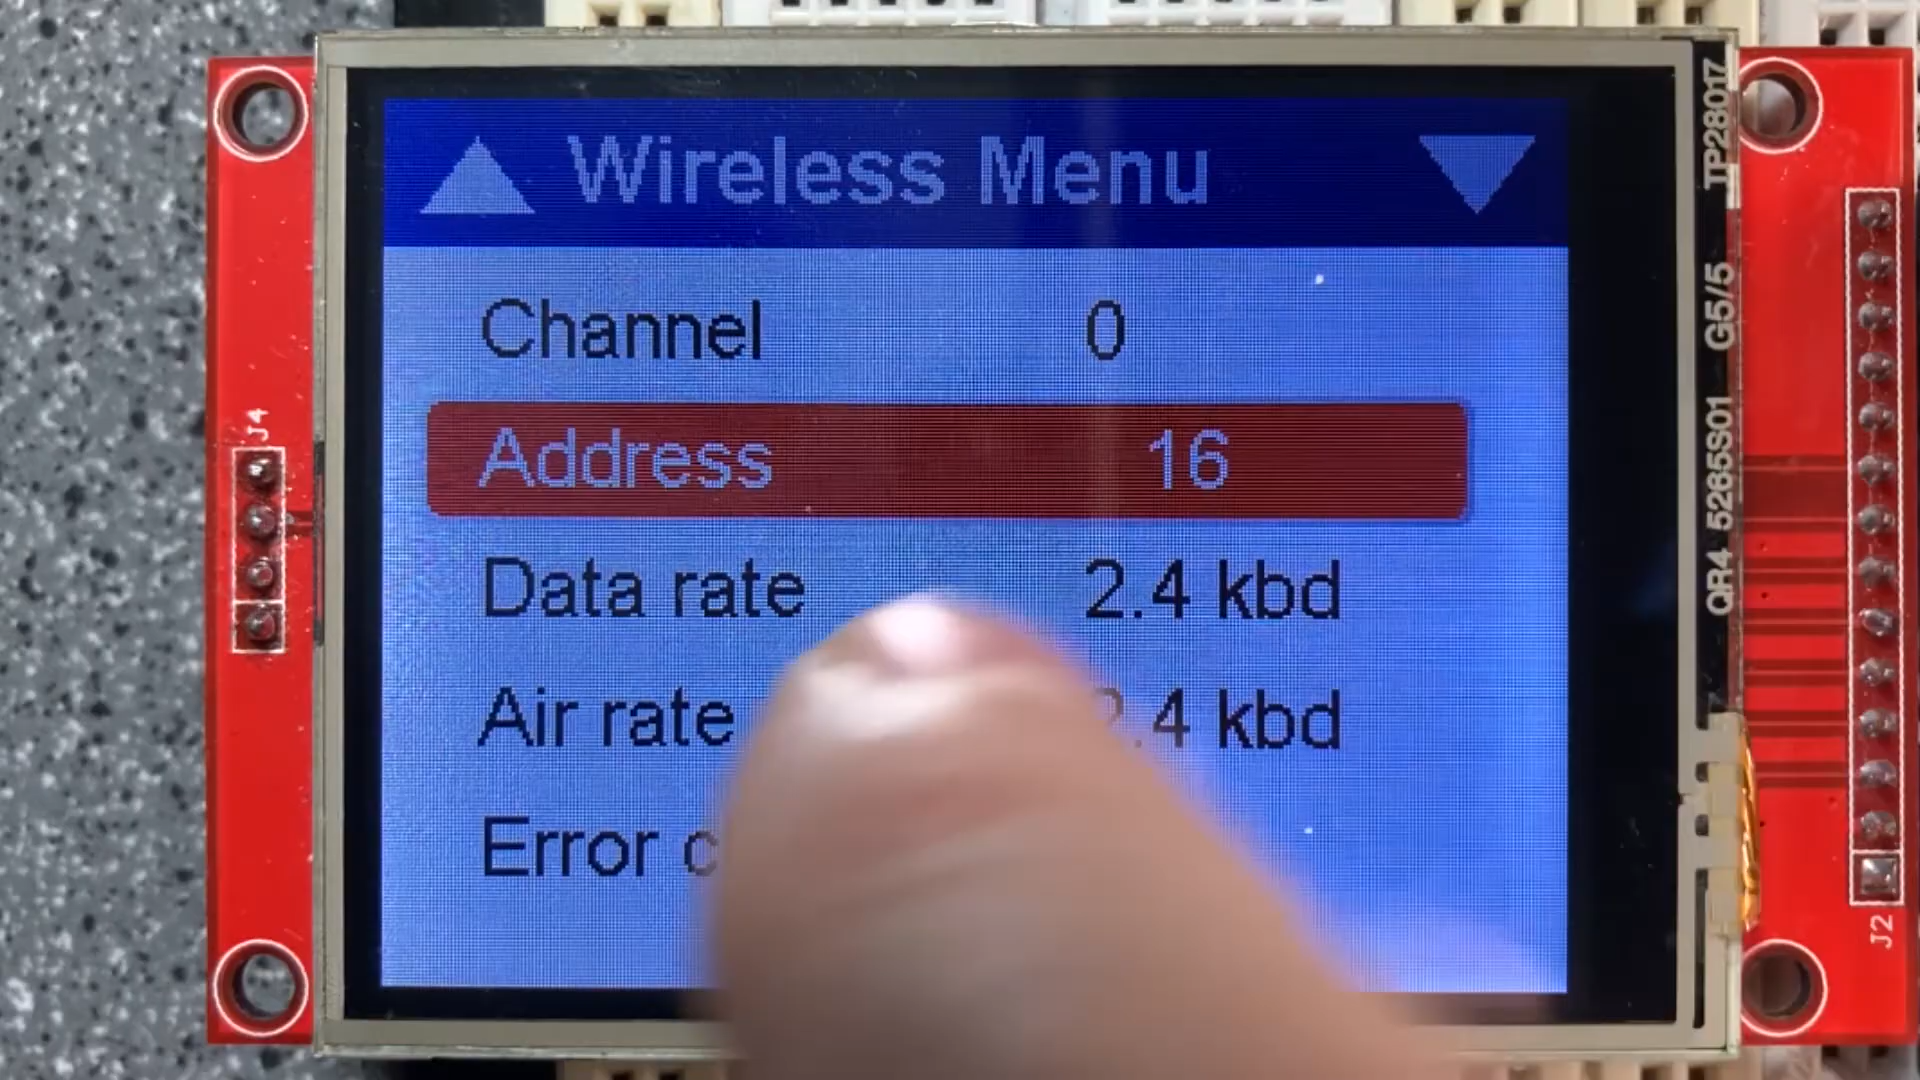 Wireless Menu
Channel 0
Address 16
Data rate 2.4 kbd
Air rate .4 kbd
Error
J4
J2
TP28017
QR4 5265S01 G5/5